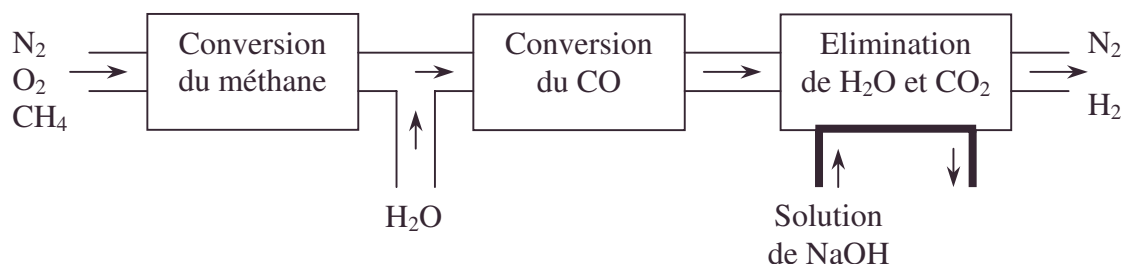 N₂
O₂
CH₄
Conversion
du méthane
H₂O
Conversion
du CO
Elimination
de H₂O et CO₂
Solution
de NaOH
N₂
H₂